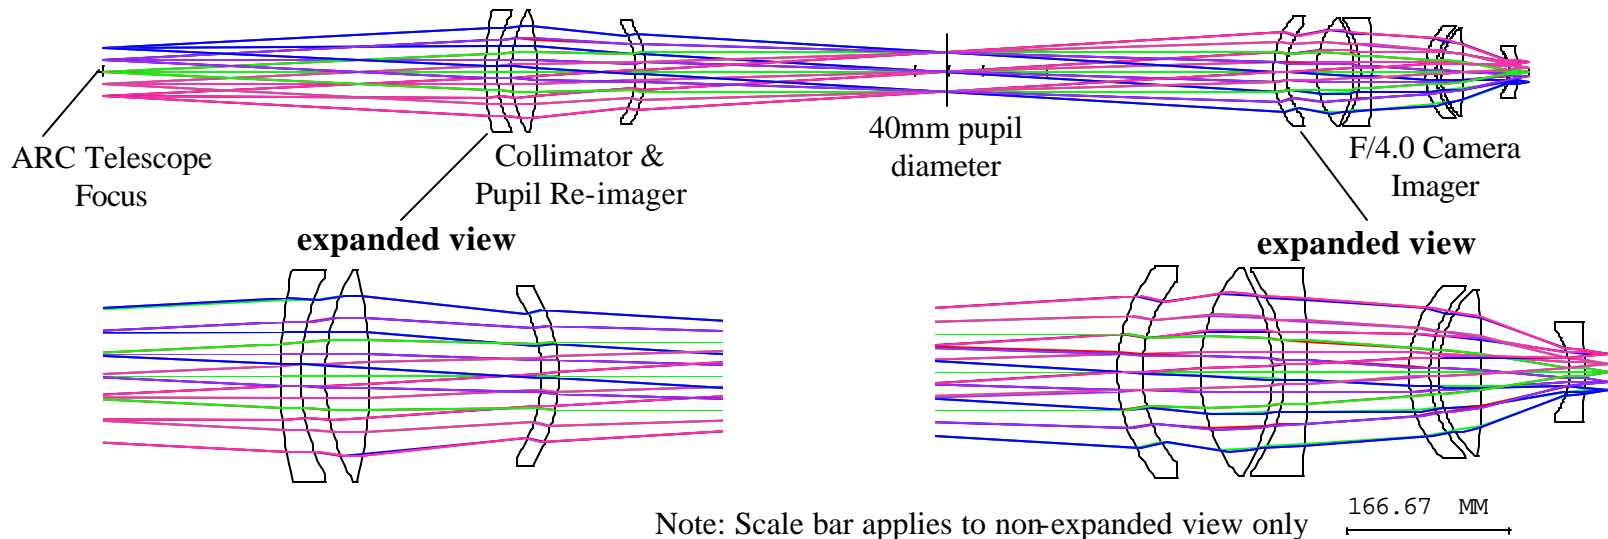 ARC Telescope
Focus
Collimator &
Pupil Re-imager
40mm pupil
diameter
F/4.0 Camera
Imager
expanded view
expanded view
Note: Scale bar applies to non-expanded view only
166.67 MM